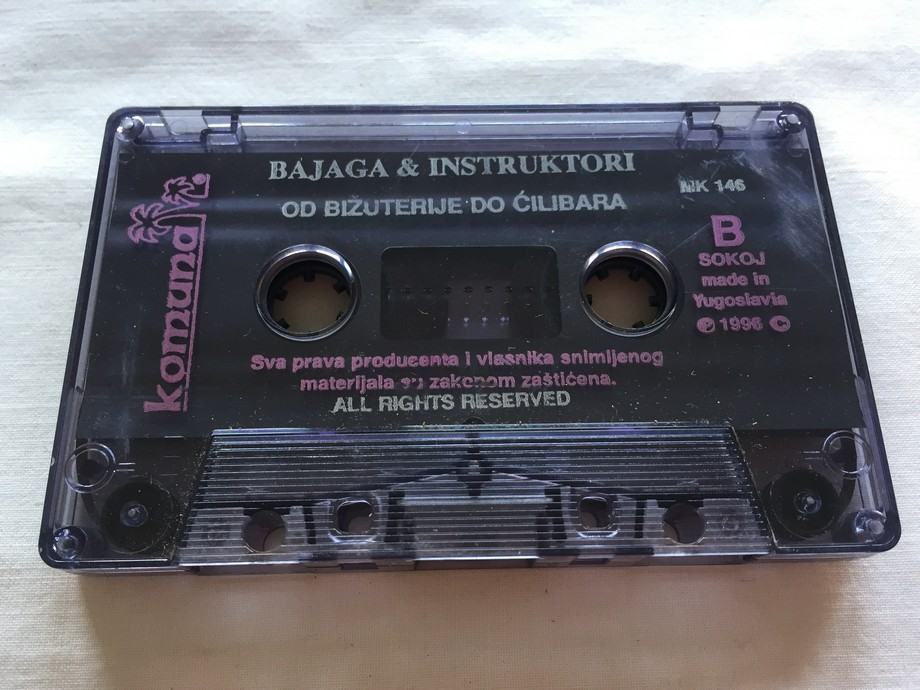 BAJAGA & INSTRUKTORI
OD BIŽUTERIJE DO ĆILIBARA
MK 146
komuna
B
SOKOJ
made in
Yugoslavia
℗ 1996 ©
Sva prava producenta i vlasnika snimljenog
materijala su zakonom zaštićena.
ALL RIGHTS RESERVED